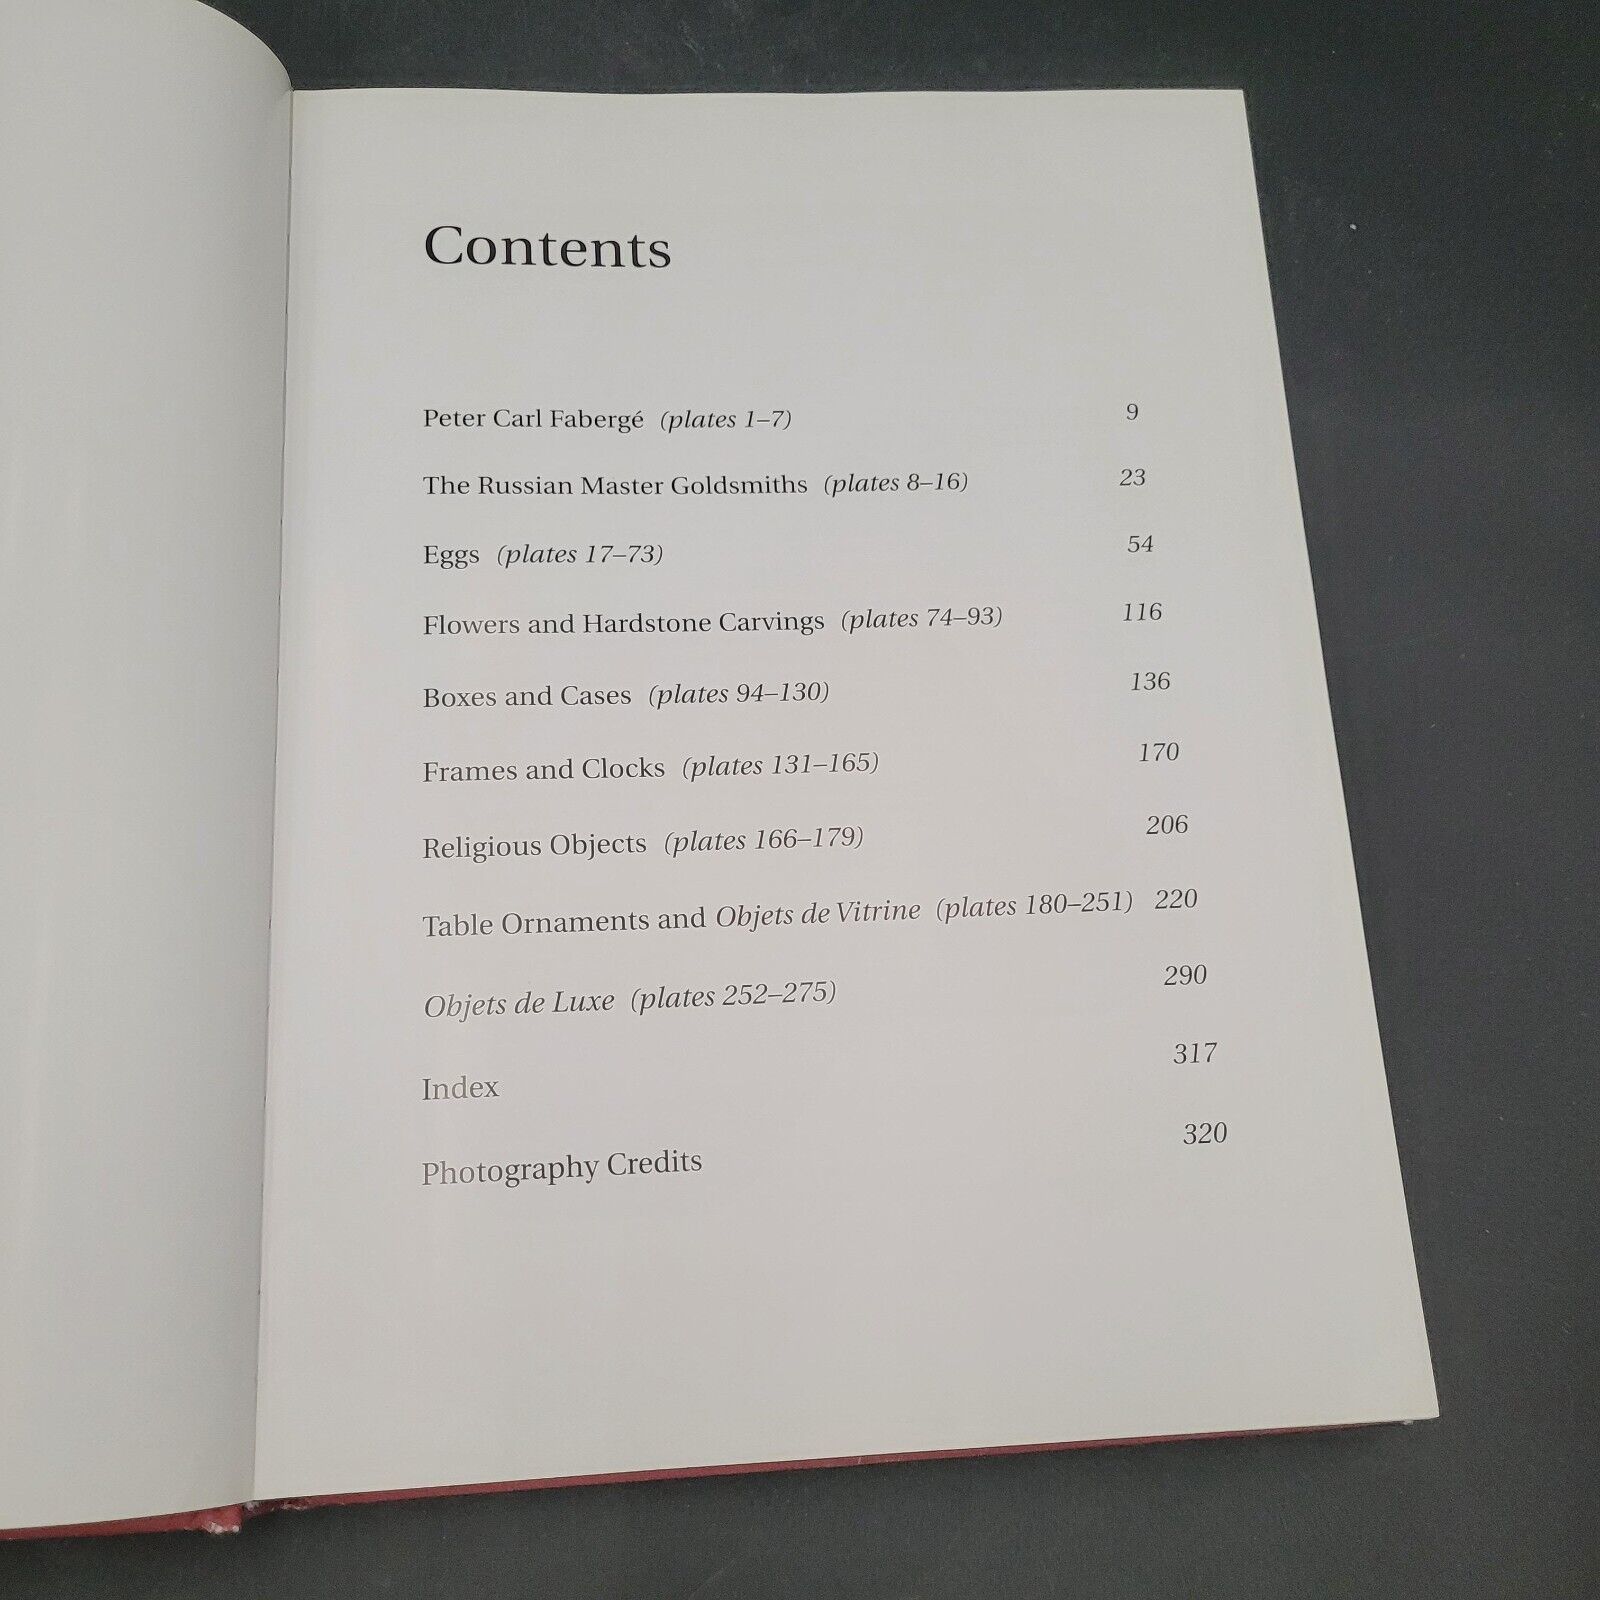 Contents
Peter Carl Fabergé (plates 1–7) 9
The Russian Master Goldsmiths (plates 8–16) 23
Eggs (plates 17–73) 54
Flowers and Hardstone Carvings (plates 74–93) 116
Boxes and Cases (plates 94–130) 136
Frames and Clocks (plates 131–165) 170
Religious Objects (plates 166–179) 206
Table Ornaments and Objets de Vitrine (plates 180–251) 220
Objets de Luxe (plates 252–275) 290
Index 317
Photography Credits 320